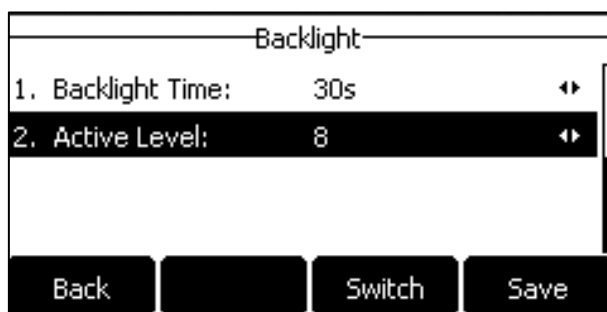 Backlight
1. Backlight Time: 30s
2. Active Level: 8
Back Switch Save